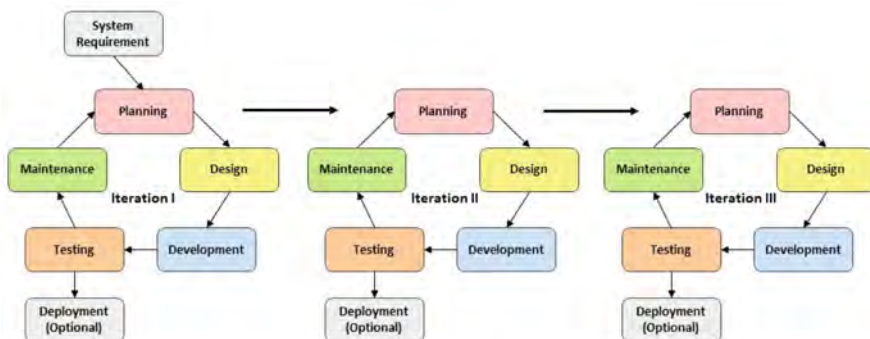 System
Requirement
Planning
Planning
Planning
Maintenance
Design
Maintenance
Design
Maintenance
Design
Iteration I
Iteration II
Iteration III
Testing
Development
Testing
Development
Testing
Development
Deployment
(Optional)
Deployment
(Optional)
Deployment
(Optional)